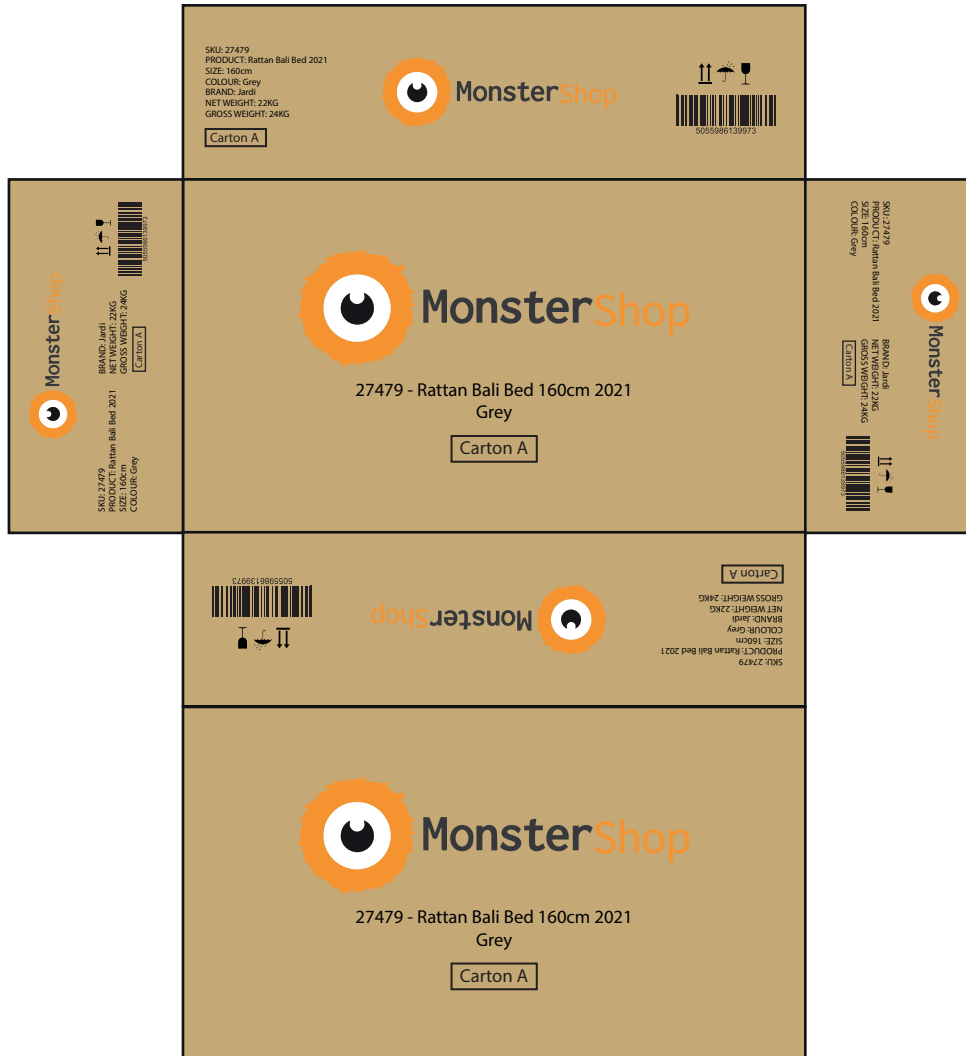 SKU: 27479
PRODUCT: Rattan Bali Bed 2021
SIZE: 160cm
COLOUR: Grey
BRAND: Jardi
NET WEIGHT: 22KG
GROSS WEIGHT: 24KG
Carton A
MonsterShop
5055986139973
5055986139973
MonsterShop
BRAND: Jardi
NET WEIGHT: 22KG
GROSS WEIGHT: 24KG
Carton A
SKU: 27479
PRODUCT: Rattan Bali Bed 2021
SIZE: 160cm
COLOUR: Grey
MonsterShop
27479 - Rattan Bali Bed 160cm 2021
Grey
Carton A
SKU: 27479
PRODUCT: Rattan Bali Bed 2021
SIZE: 160cm
COLOUR: Grey
BRAND: Jardi
NET WEIGHT: 22KG
GROSS WEIGHT: 24KG
Carton A
MonsterShop
5055986139973
SKU: 27479
PRODUCT: Rattan Bali Bed 2021
SIZE: 160cm
COLOUR: Grey
BRAND: Jardi
NET WEIGHT: 22KG
GROSS WEIGHT: 24KG
Carton A
MonsterShop
5055986139973
MonsterShop
27479 - Rattan Bali Bed 160cm 2021
Grey
Carton A